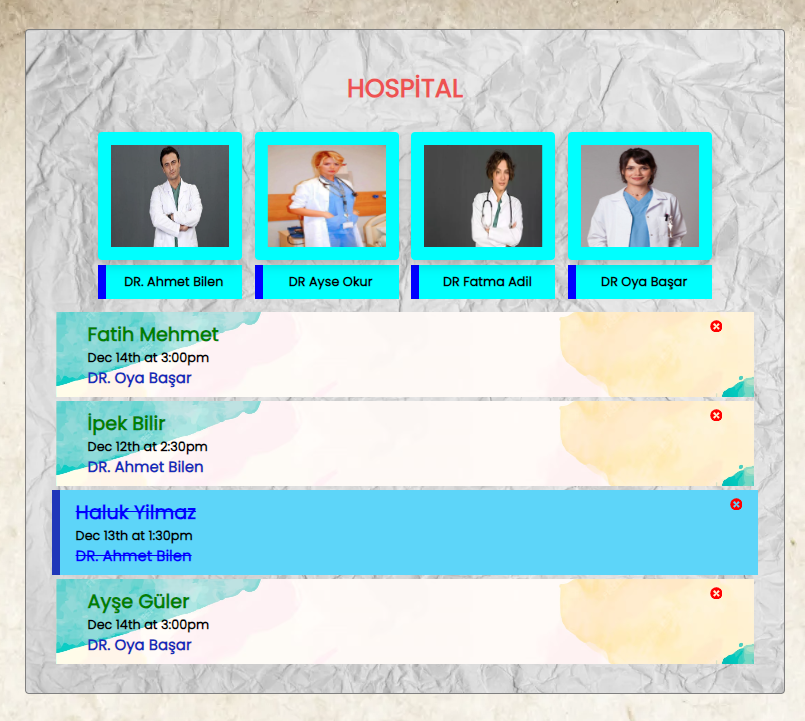 HOSPİTAL
DR. Ahmet Bilen
DR Ayse Okur
DR Fatma Adil
DR Oya Başar
Fatih Mehmet
Dec 14th at 3:00pm
DR. Oya Başar
İpek Bilir
Dec 12th at 2:30pm
DR. Ahmet Bilen
Haluk Yilmaz
Dec 13th at 1:30pm
DR. Ahmet Bilen
Ayşe Güler
Dec 14th at 3:00pm
DR. Oya Başar